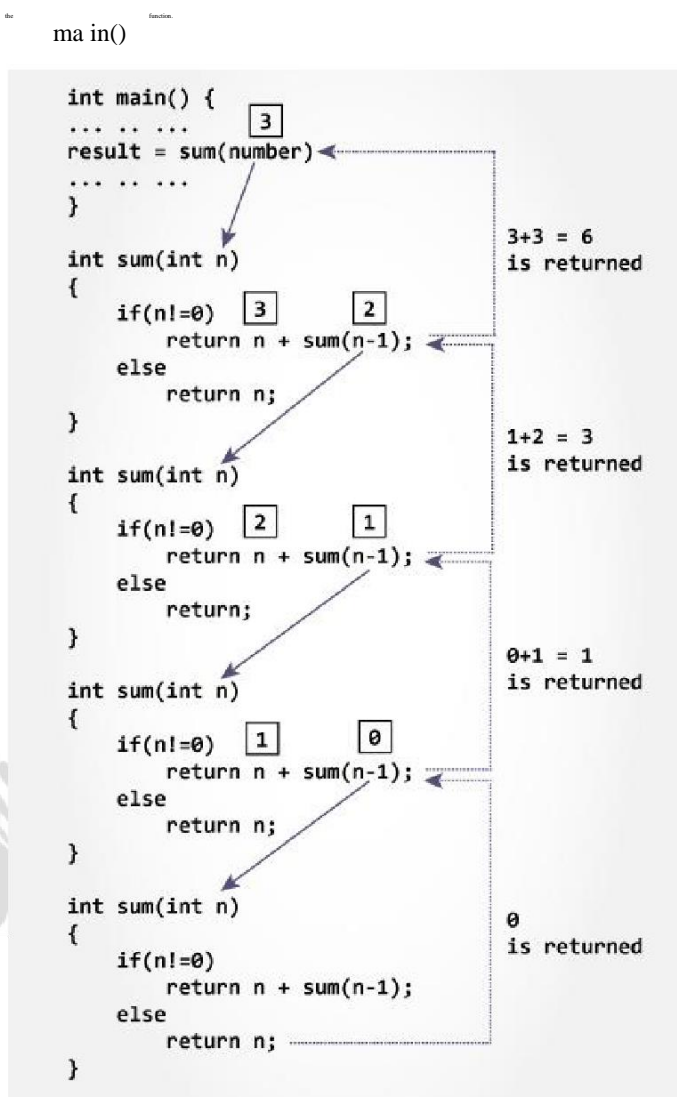 the function.
ma in()
int main() {
... .. ... 3
result = sum(number)
... .. ...
}
3+3 = 6
is returned
int sum(int n)
{
if(n!=0) 3 2
return n + sum(n-1);
else
return n;
}
1+2 = 3
is returned
int sum(int n)
{
if(n!=0) 2 1
return n + sum(n-1);
else
return;
}
0+1 = 1
is returned
int sum(int n)
{
if(n!=0) 1 0
return n + sum(n-1);
else
return n;
}
int sum(int n)
{
0
is returned
if(n!=0)
return n + sum(n-1);
else
return n;
}